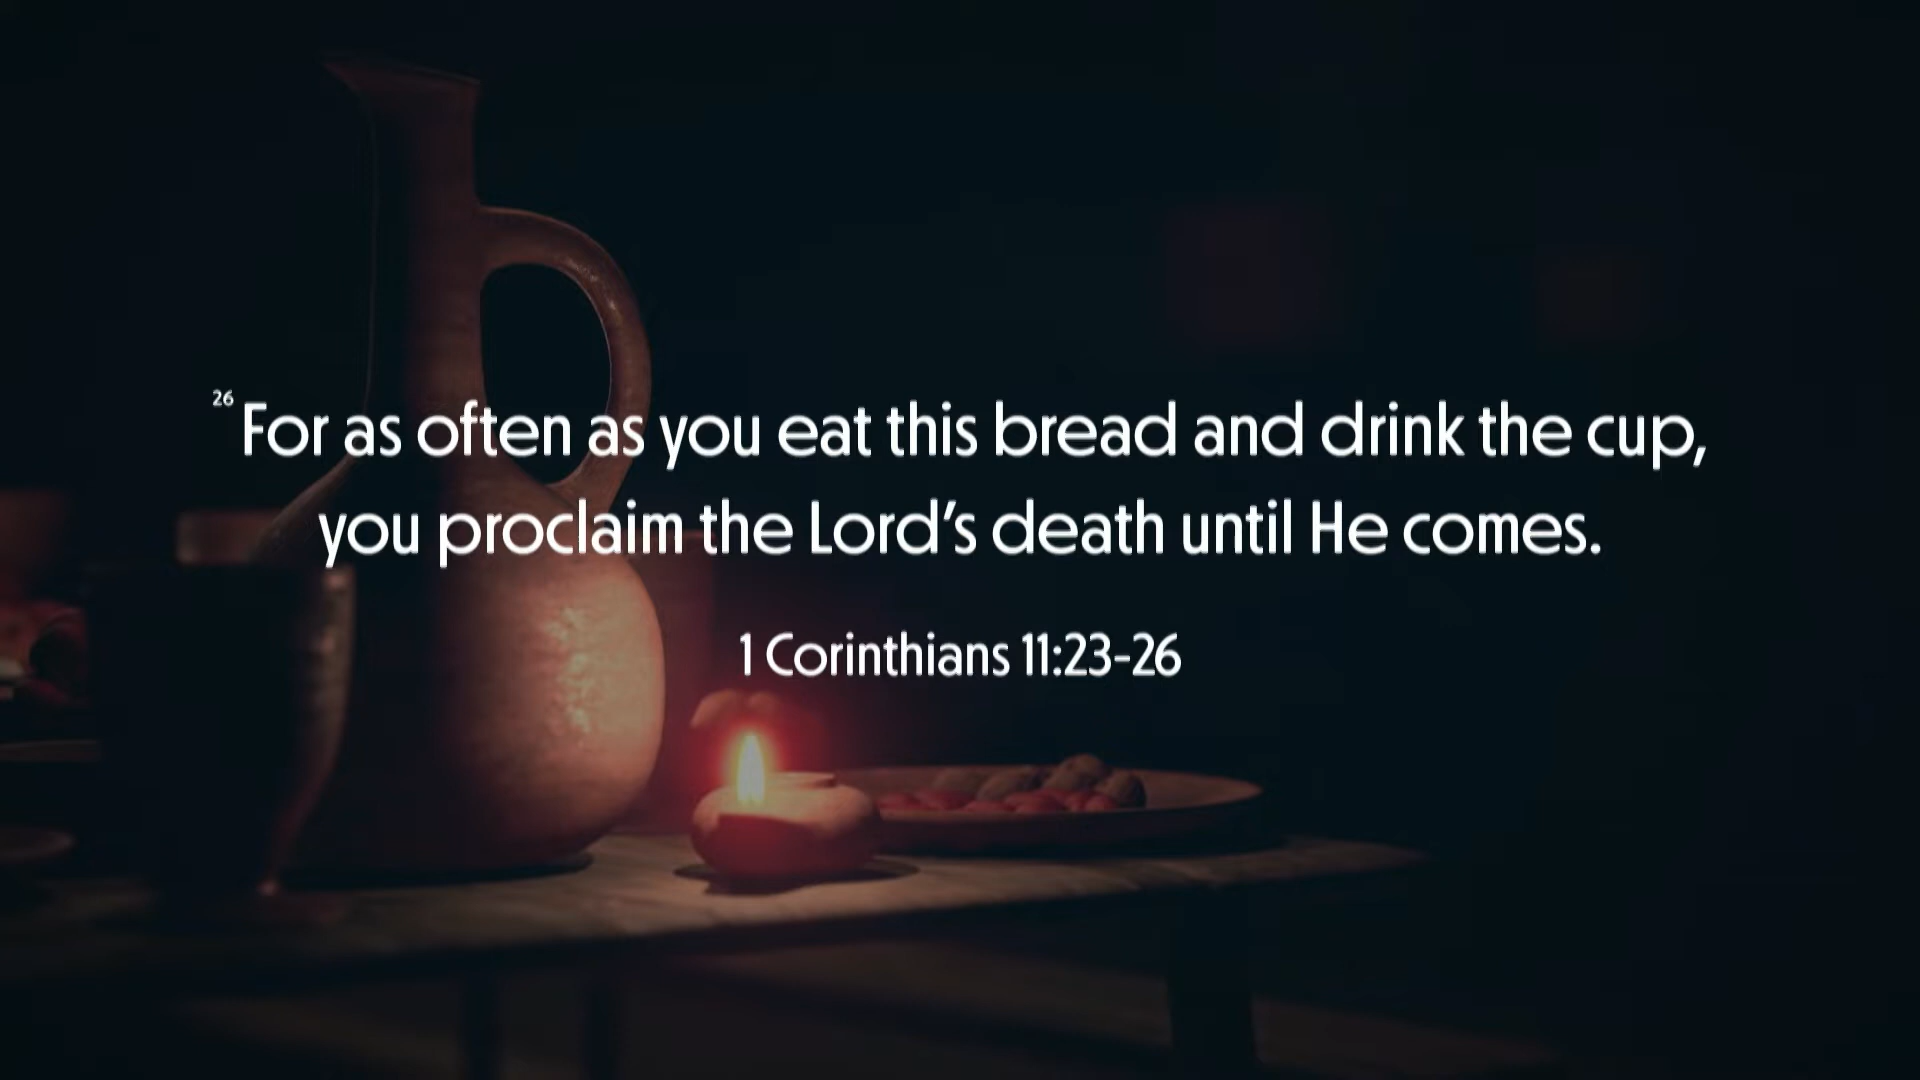 26 For as often as you eat this bread and drink the cup,
you proclaim the Lord’s death until He comes.
1 Corinthians 11:23-26